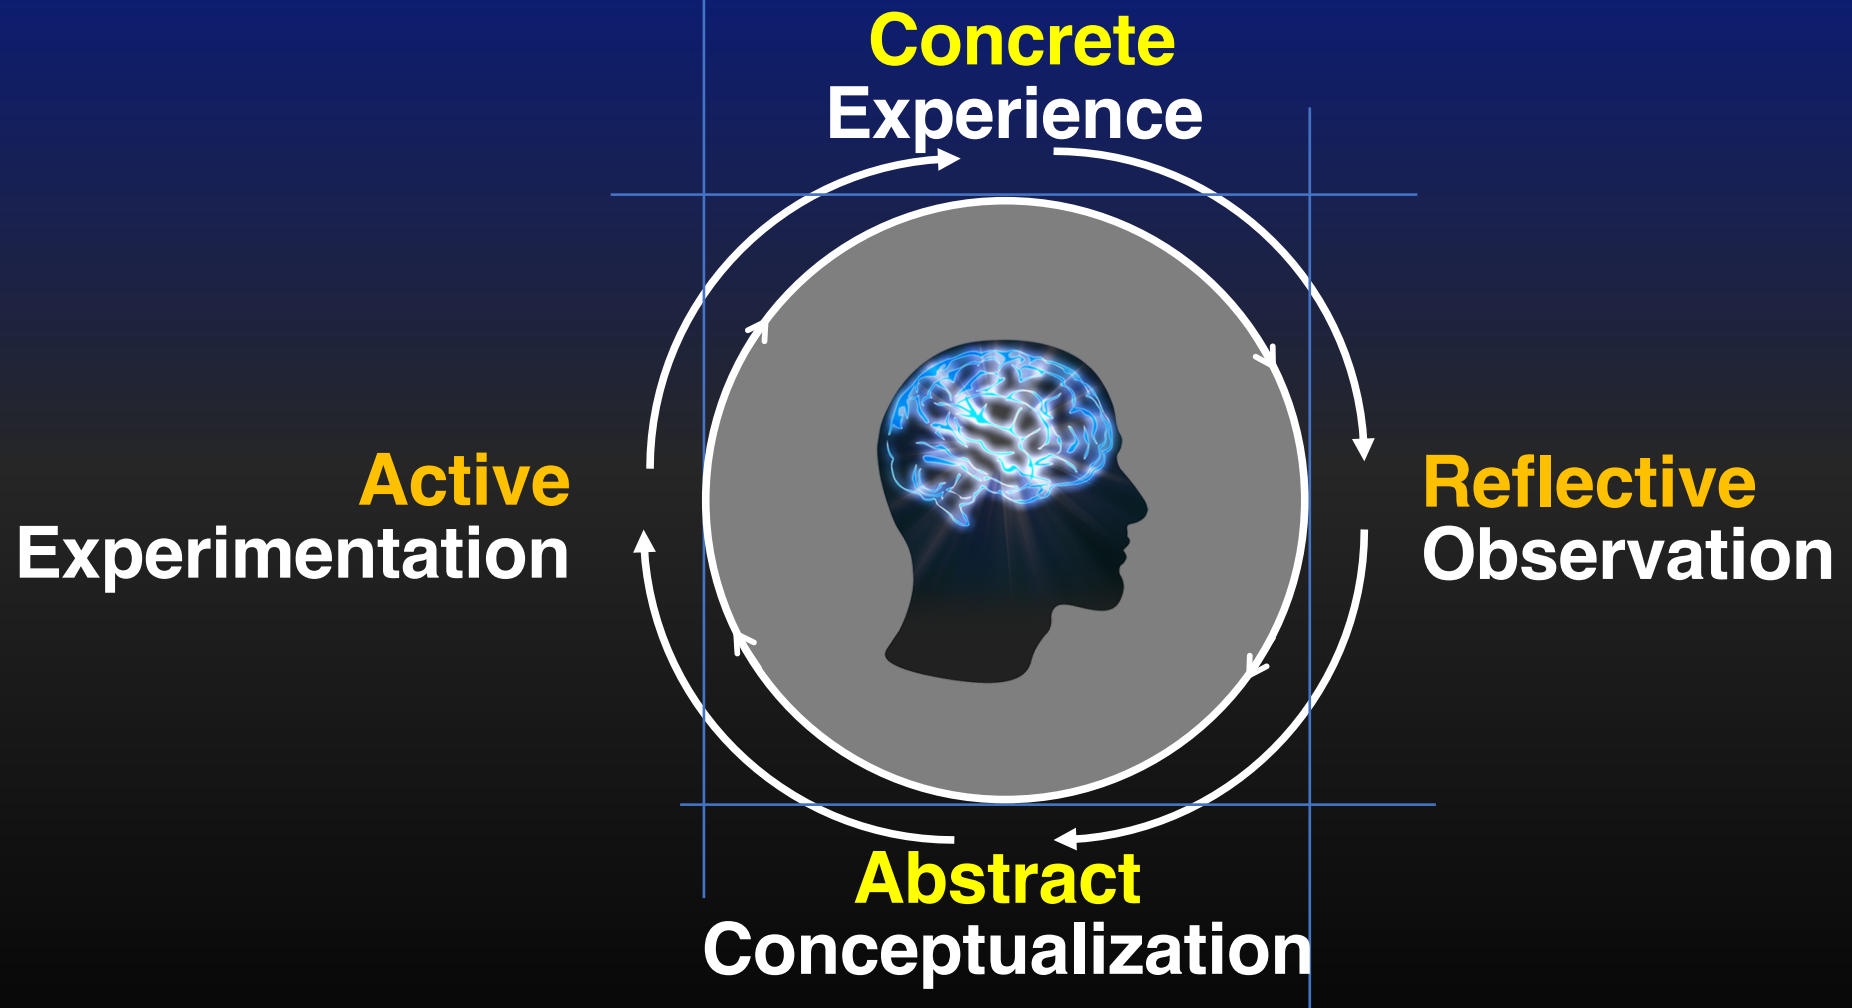 Concrete
Experience
Active
Experimentation
Reflective
Observation
Abstract
Conceptualization